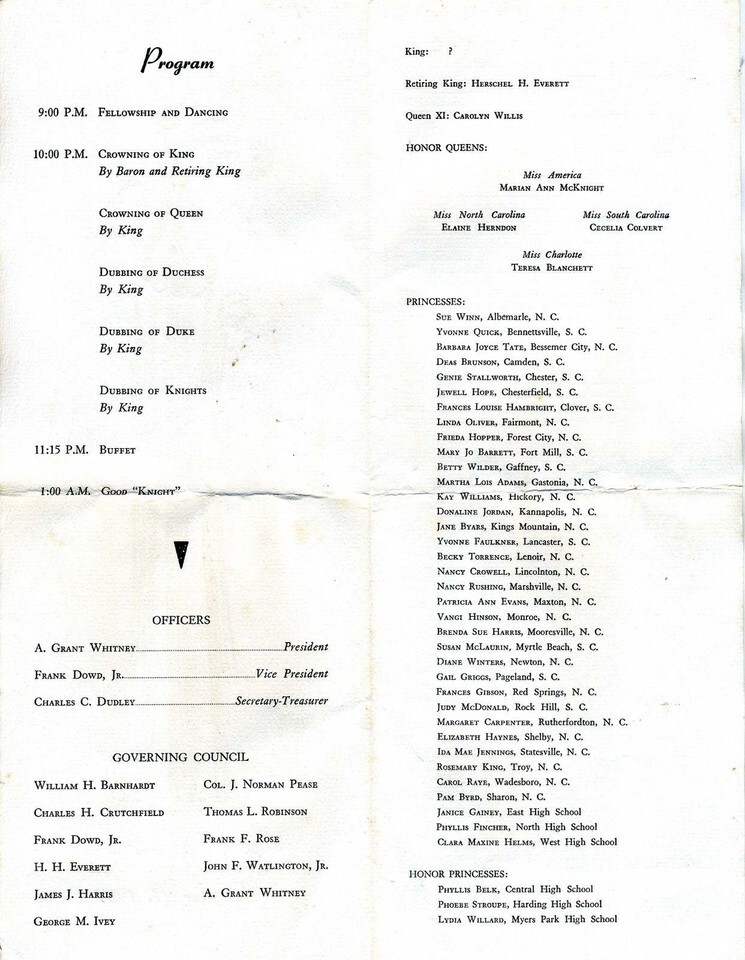 Program
9:00 P.M. Fellowship and Dancing
10:00 P.M. Crowning of King
By Baron and Retiring King
Crowning of Queen
By King
Dubbing of Duchess
By King
Dubbing of Duke
By King
Dubbing of Knights
By King
11:15 P.M. Buffet
1:00 A.M. Good "Knight"
OFFICERS
A. Grant Whitney President
Frank Dowd, Jr. Vice President
Charles C. Dudley Secretary-Treasurer
GOVERNING COUNCIL
William H. Barnhardt
Charles H. Crutchfield
Frank Dowd, Jr.
H. H. Everett
James J. Harris
George M. Ivey
Col. J. Norman Pease
Thomas L. Robinson
Frank F. Rose
John F. Watlington, Jr.
A. Grant Whitney
King: ?
Retiring King: Herschel H. Everett
Queen XI: Carolyn Willis
HONOR QUEENS:
Miss America
Marian Ann McKnight
Miss North Carolina
Elaine Herndon
Miss South Carolina
Cecelia Colvert
Miss Charlotte
Teresa Blanchett
PRINCESSES:
Sue Winn, Albemarle, N. C.
Yvonne Quick, Bennettsville, S. C.
Barbara Joyce Tate, Bessemer City, N. C.
Deas Brunson, Camden, S. C.
Genie Stallworth, Chester, S. C.
Jewell Hope, Chesterfield, S. C.
Frances Louise Hambright, Clover, S. C.
Linda Oliver, Fairmont, N. C.
Frieda Hopper, Forest City, N. C.
Mary Jo Barrett, Fort Mill, S. C.
Betty Wilder, Gaffney, S. C.
Martha Lois Adams, Gastonia, N. C.
Kay Williams, Hickory, N. C.
Donaline Jordan, Kannapolis, N. C.
Jane Byars, Kings Mountain, N. C.
Yvonne Faulkner, Lancaster, S. C.
Becky Torrence, Lenoir, N. C.
Nancy Crowell, Lincolnton, N. C.
Nancy Rushing, Marshville, N. C.
Patricia Ann Evans, Maxton, N. C.
Vangi Hinson, Monroe, N. C.
Brenda Sue Harris, Mooresville, N. C.
Susan McLaurin, Myrtle Beach, S. C.
Diane Winters, Newton, N. C.
Gail Griggs, Pageland, S. C.
Frances Gibson, Red Springs, N. C.
Judy McDonald, Rock Hill, S. C.
Margaret Carpenter, Rutherfordton, N. C.
Elizabeth Haynes, Shelby, N. C.
Ida Mae Jennings, Statesville, N. C.
Rosemary King, Troy, N. C.
Carol Raye, Wadesboro, N. C.
Pam Byrd, Sharon, N. C.
Janice Gainey, East High School
Phyllis Fincher, North High School
Clara Maxine Helms, West High School
HONOR PRINCESSES:
Phyllis Belk, Central High School
Phoebe Stroupe, Harding High School
Lydia Willard, Myers Park High School